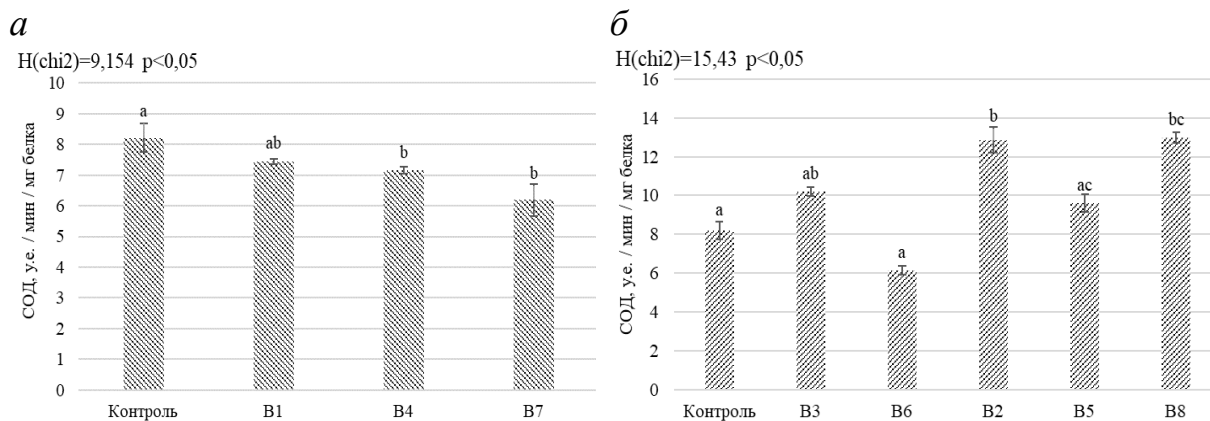 а
H(chi2)=9,154 p<0,05
СОД, у.е. / мин / мг белка
10
9
8
7
6
5
4
3
2
1
0
a
ab
b
b
Контроль B1 B4 B7
б
H(chi2)=15,43 p<0,05
СОД, у.е. / мин / мг белка
16
14
12
10
8
6
4
2
0
a
ab
a
b
ac
bc
Контроль B3 B6 B2 B5 B8